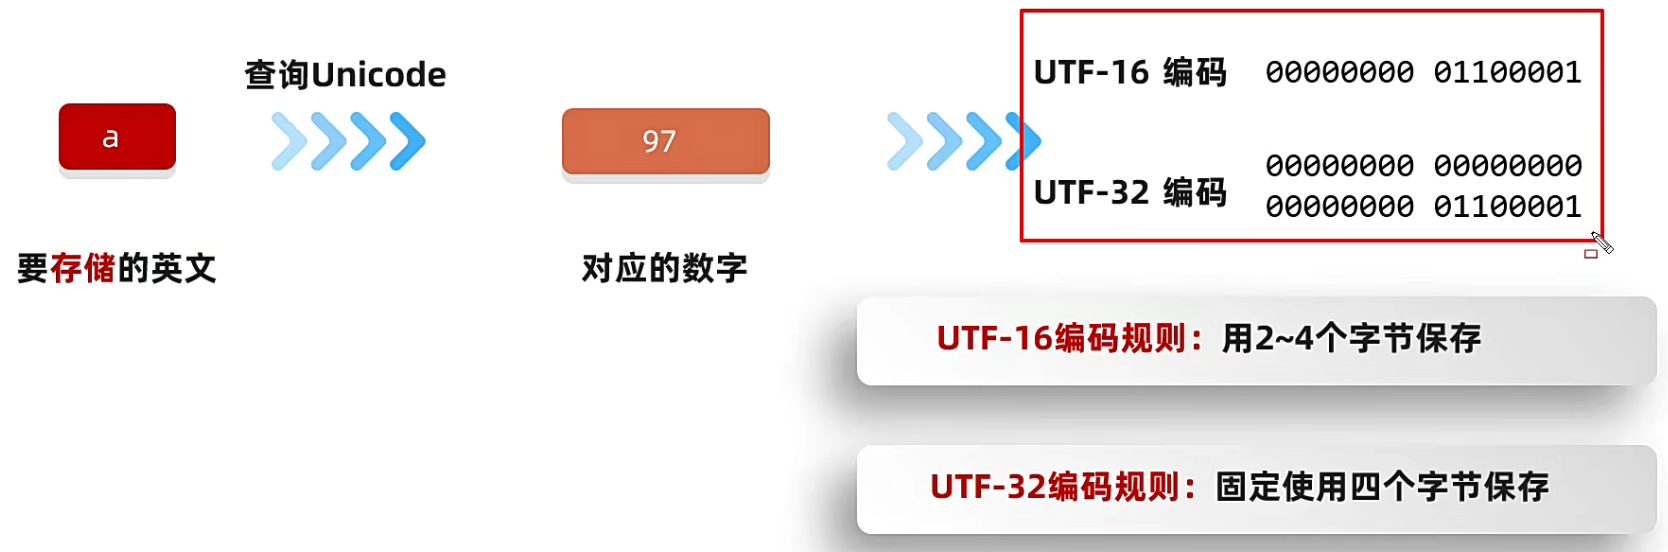 查询Unicode
a
97
UTF-16 编码 00000000 01100001
UTF-32 编码 00000000 00000000
00000000 01100001
要存储的英文
对应的数字
UTF-16编码规则：用2~4个字节保存
UTF-32编码规则：固定使用四个字节保存